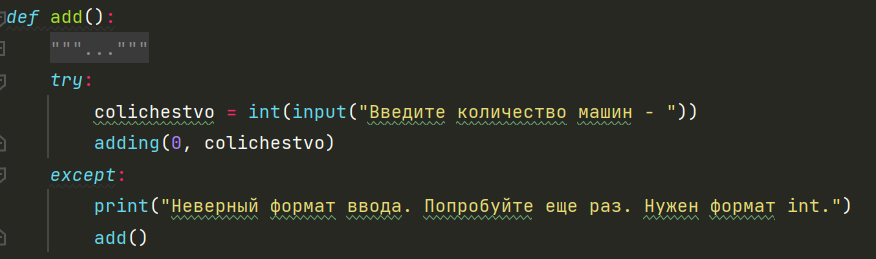 def add():
"""..."""
try:
colichestvo = int(input("Введите количество машин - "))
adding(0, colichestvo)
except:
print("Неверный формат ввода. Попробуйте еще раз. Нужен формат int.")
add()